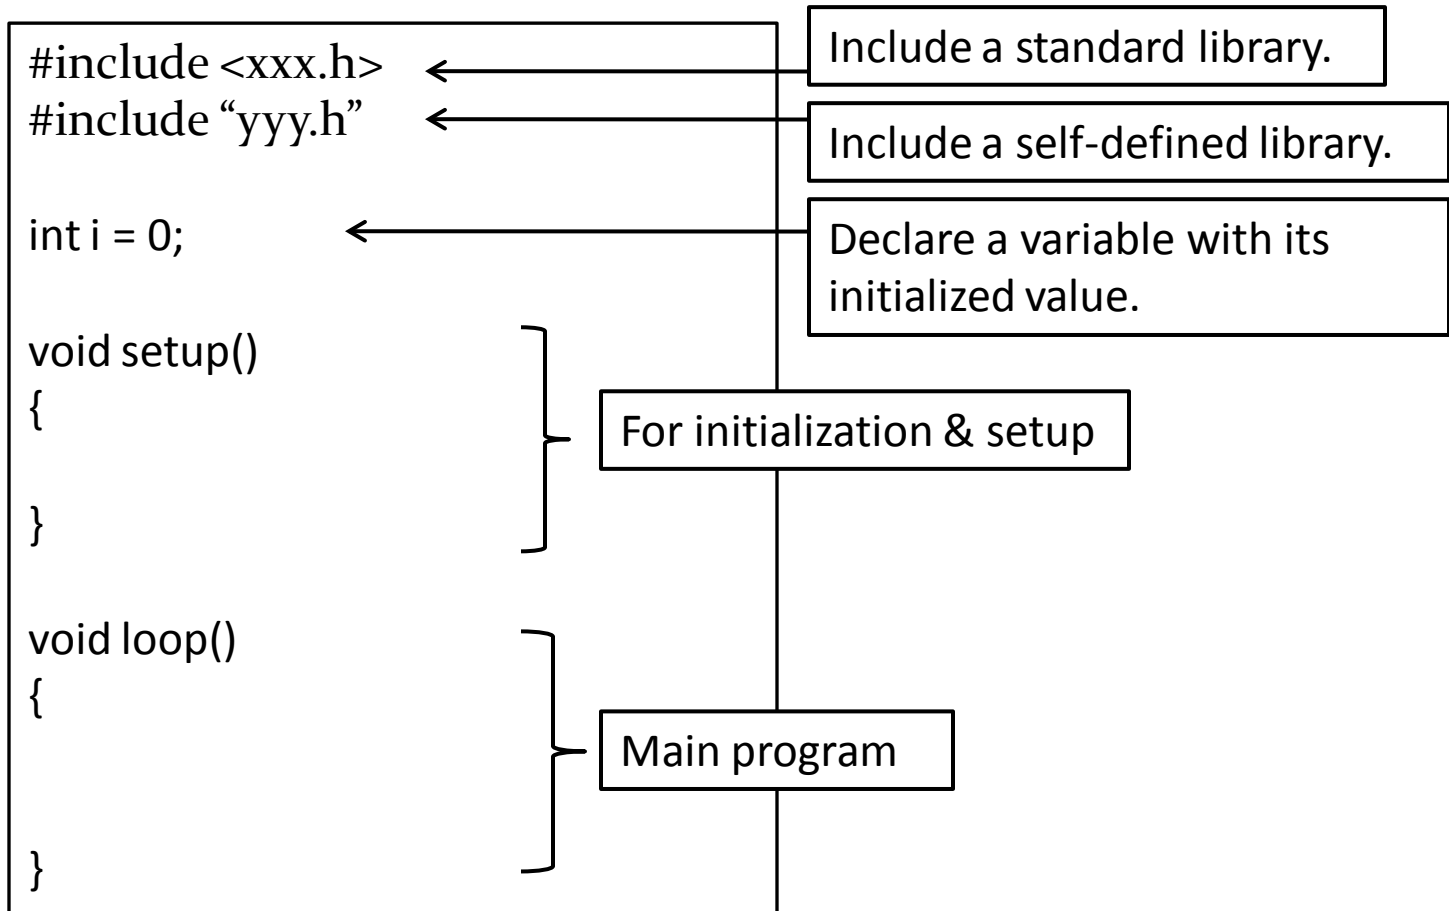 #include <xxx.h>
Include a standard library.
#include “yyy.h”
Include a self-defined library.
int i = 0;
Declare a variable with its
initialized value.
void setup()
{
For initialization & setup
}
void loop()
{
Main program
}